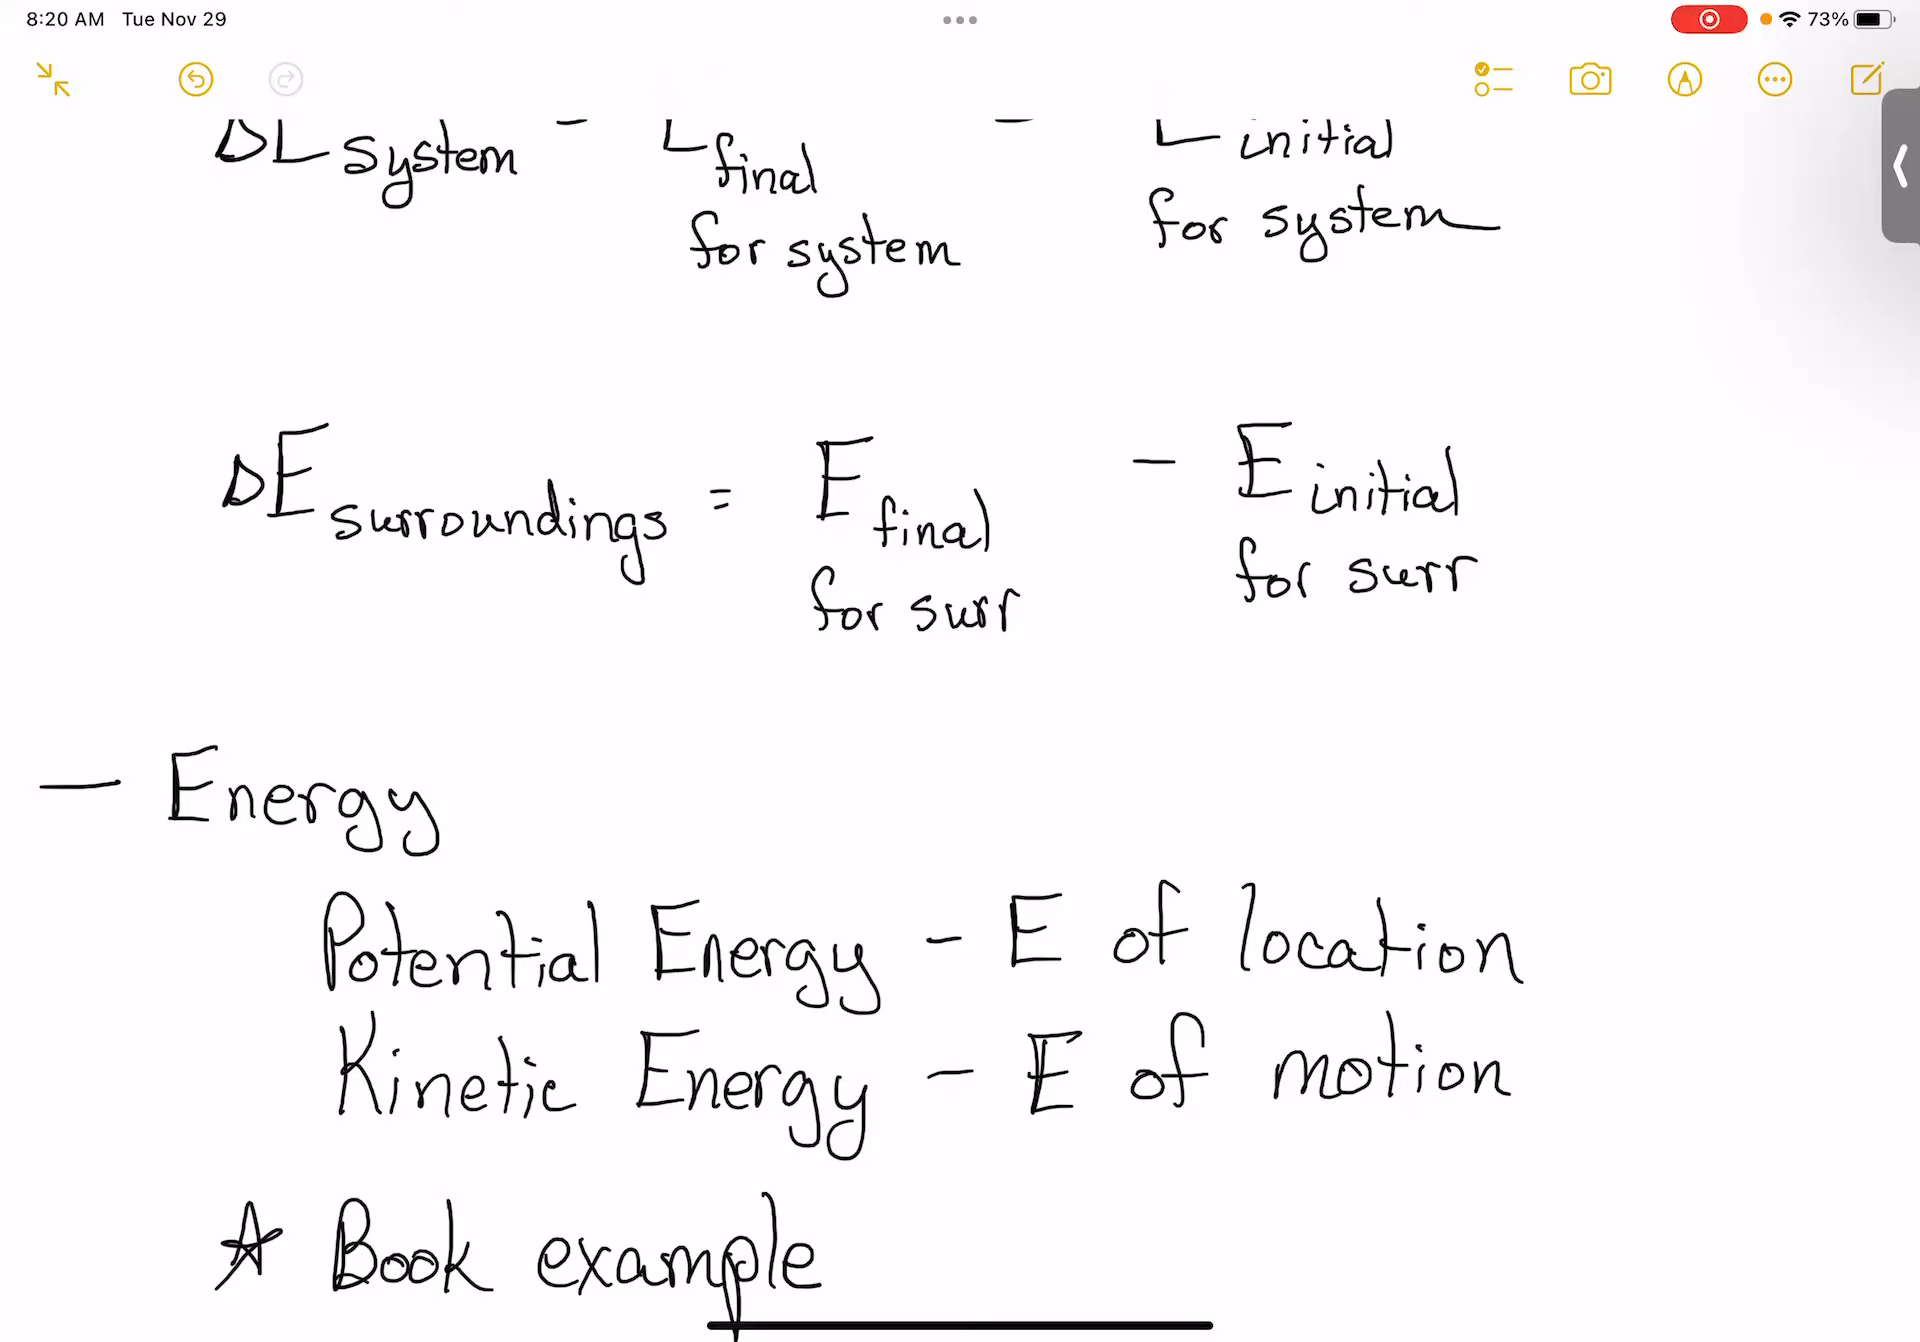 8:20 AM Tue Nov 29
73%
system
final
initial
for system
for system
ΔE surroundings = E final - E initial
for surr
for surr
— Energy
Potential Energy - E of location
Kinetic Energy - E of motion
☆ Book example